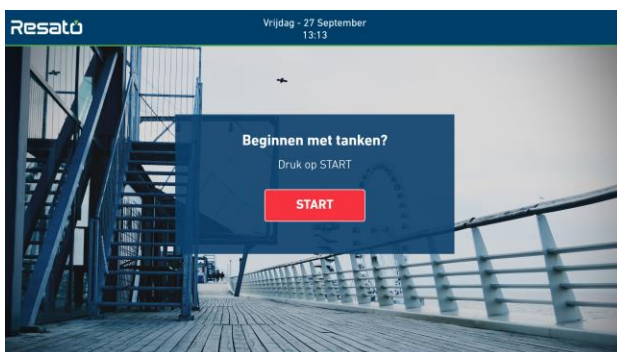 Resato
Vrijdag - 27 September
13:13
Beginnen met tanken?
Druk op START
START